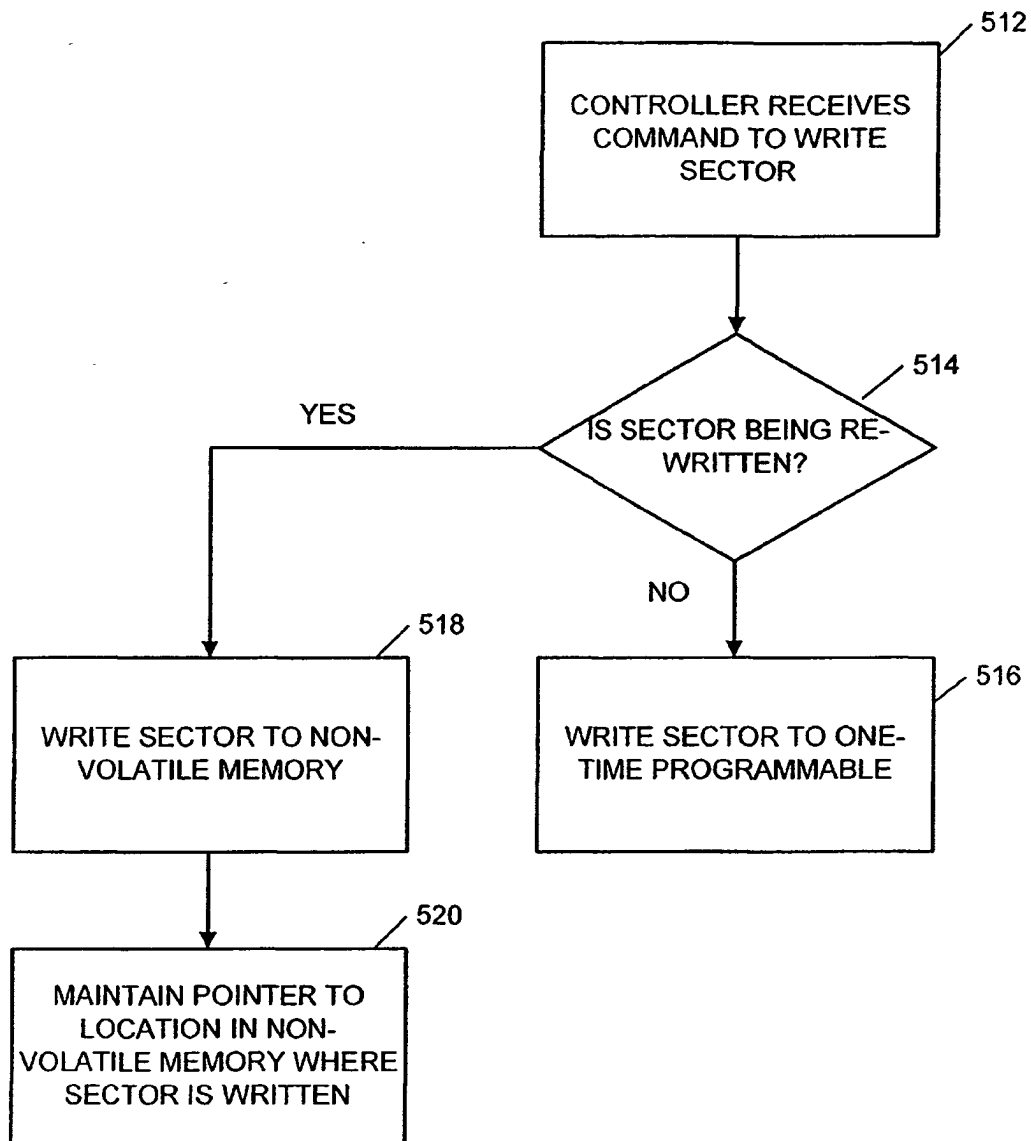 512
CONTROLLER RECEIVES
COMMAND TO WRITE
SECTOR
514
YES
IS SECTOR BEING RE-
WRITTEN?
NO
518
516
WRITE SECTOR TO NON-
VOLATILE MEMORY
WRITE SECTOR TO ONE-
TIME PROGRAMMABLE
520
MAINTAIN POINTER TO
LOCATION IN NON-
VOLATILE MEMORY WHERE
SECTOR IS WRITTEN